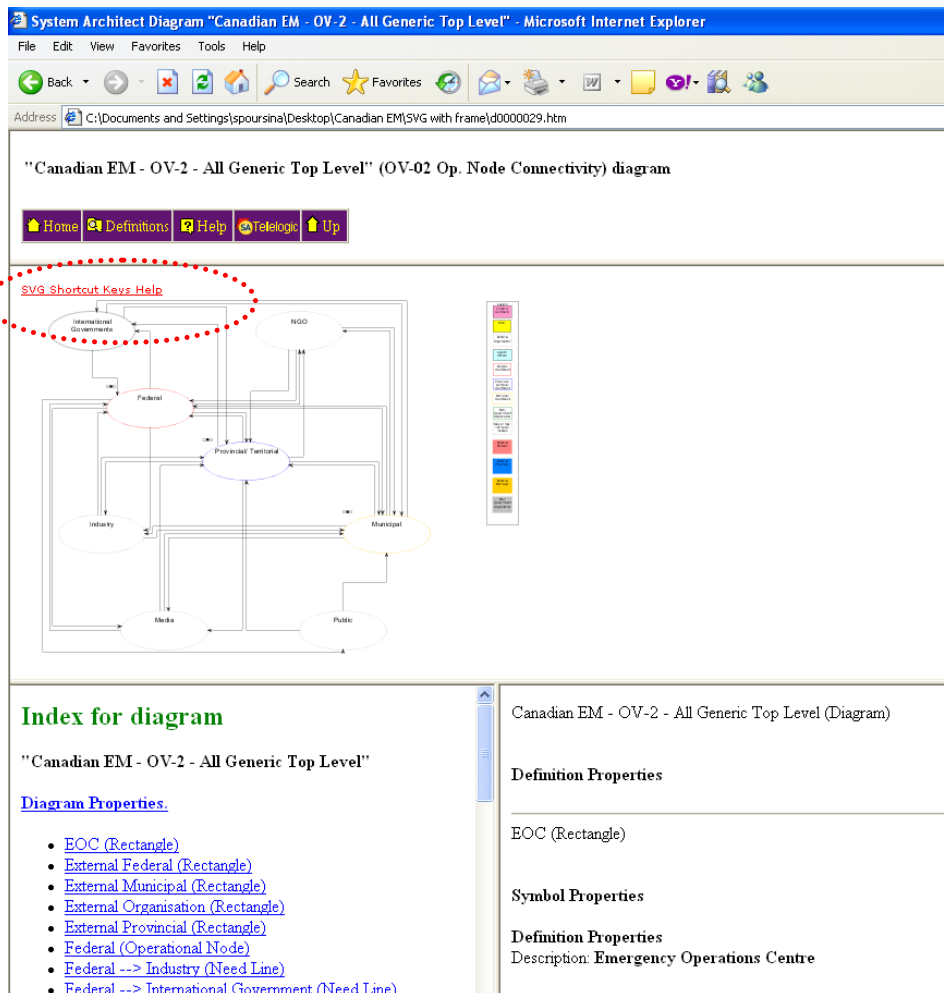 System Architect Diagram "Canadian EM - OV-2 - All Generic Top Level" - Microsoft Internet Explorer
File Edit View Favorites Tools Help
Back Search Favorites
Address C:\Documents and Settings\spoursina\Desktop\Canadian EM\SVG with frame\d0000029.htm
"Canadian EM - OV-2 - All Generic Top Level" (OV-02 Op. Node Connectivity) diagram
Home Definitions Help SA Telelogic Up
SVG Shortcut Keys Help
International
Governments
NGO
Federal
Provincial/ Territorial
Industry
Municipal
Media
Public
Index for diagram
"Canadian EM - OV-2 - All Generic Top Level"
Diagram Properties.
• EOC (Rectangle)
• External Federal (Rectangle)
• External Municipal (Rectangle)
• External Organisation (Rectangle)
• External Provincial (Rectangle)
• Federal (Operational Node)
• Federal --> Industry (Need Line)
• Federal --> International Government (Need Line)
Canadian EM - OV-2 - All Generic Top Level (Diagram)
Definition Properties
EOC (Rectangle)
Symbol Properties
Definition Properties
Description: Emergency Operations Centre